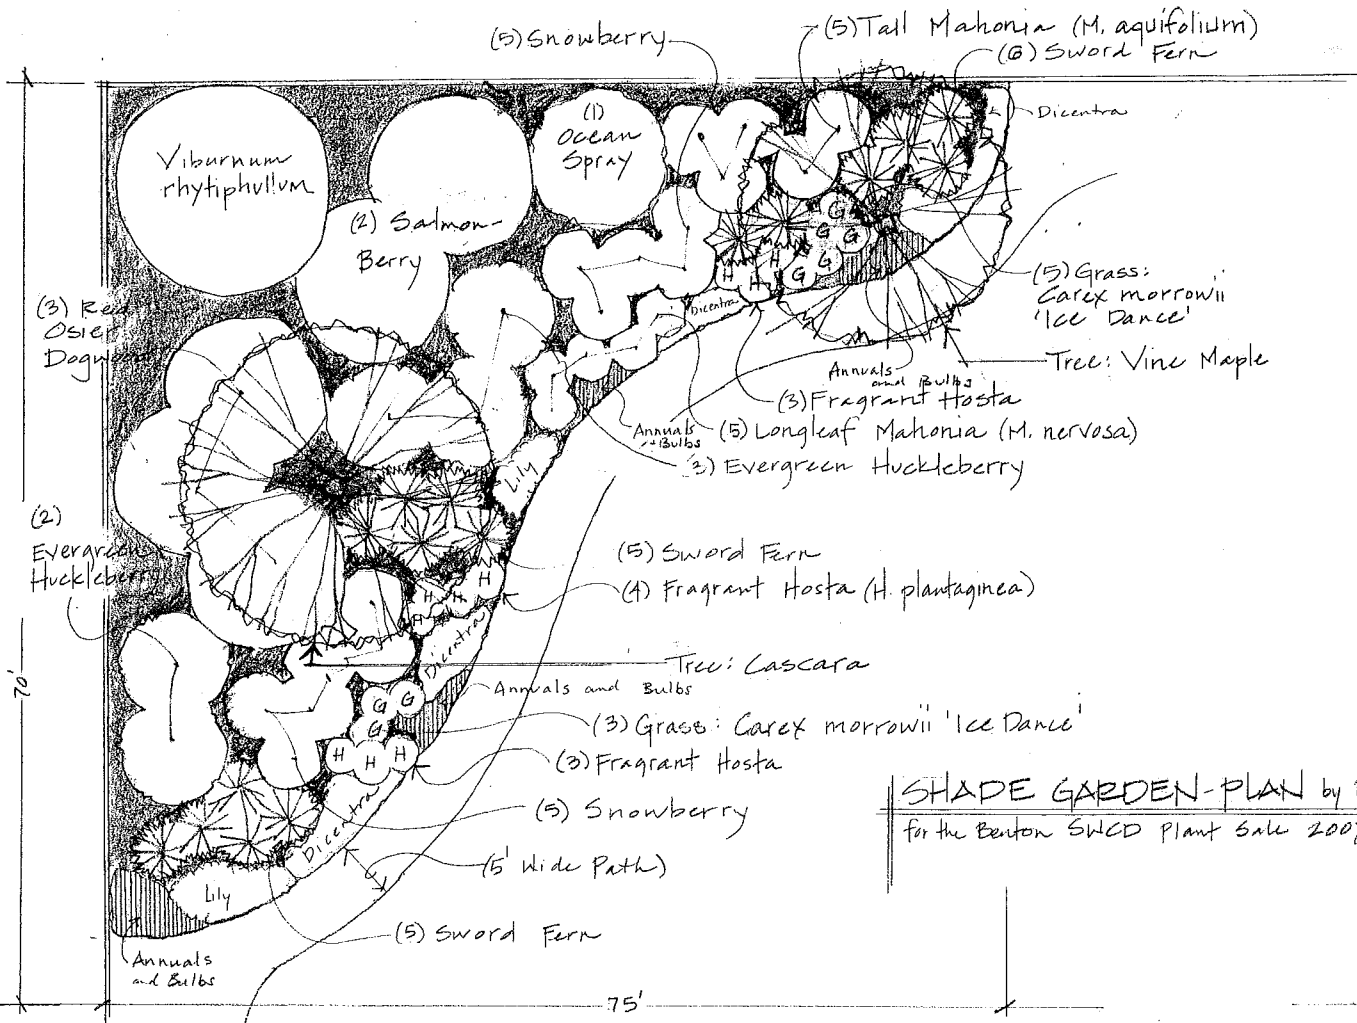 (5) Snowberry
(5) Tall Mahonia (M. aquifolium)
(6) Sword Fern
Dicentra
Viburnum
rhytiphullum
(1)
Ocean
Spray
(2) Salmon-
Berry
G
G
G
G
G
H
H
H
Dicentra
(5) Grass:
Carex morrowii
'Ice Dance'
(3) Red
Osier
Dogwood
Tree: Vine Maple
Annuals
and Bulbs
(3) Fragrant Hosta
Annuals
+ Bulbs
(5) Longleaf Mahonia (M. nervosa)
3) Evergreen Huckleberry
Lily
(2)
Evergreen
Huckleberry
(5) Sword Fern
(4) Fragrant Hosta (H. plantaginea)
H
H
H
H
Dicentra
Tree: Cascara
Annuals and Bulbs
70'
G
G
G
(3) Grass: Carex morrowii 'Ice Dance'
H
H
H
(3) Fragrant Hosta
(5) Snowberry
Dicentra
(5' Wide Path)
Lily
(5) Sword Fern
Annuals
and Bulbs
SHADE GARDEN-PLAN by
for the Benton SWCD Plant Sale 200
75'